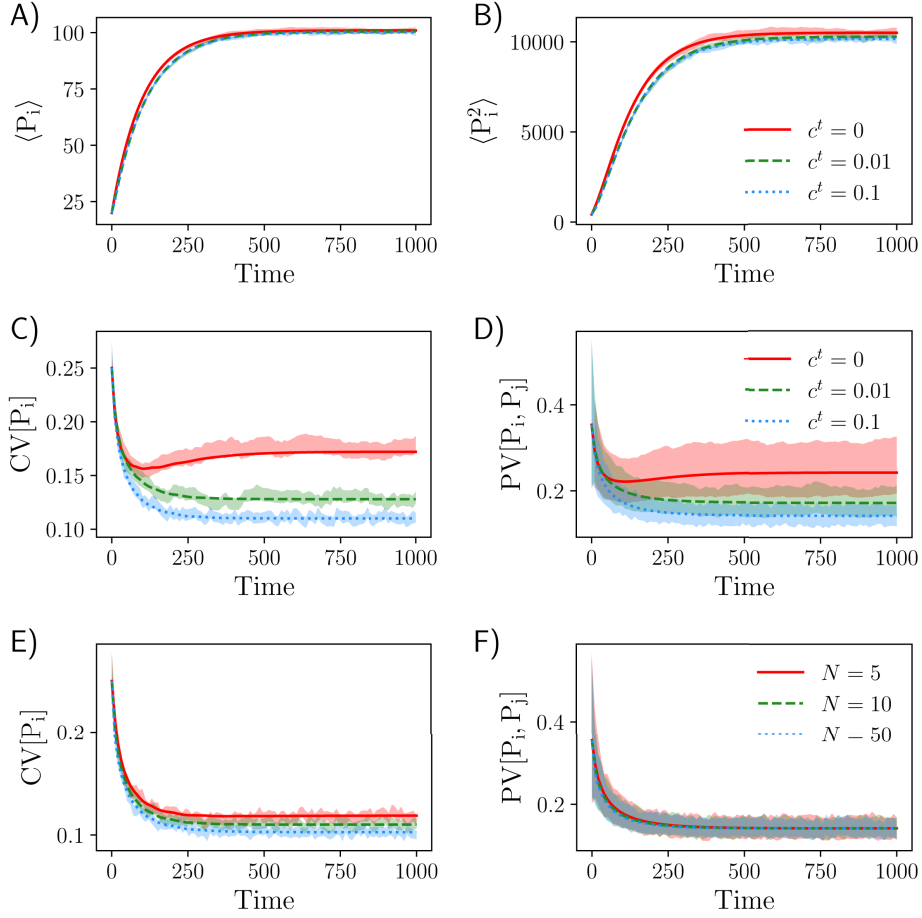 A)
⟨P_i⟩
100
75
50
25
0 250 500 750 1000
Time
B)
⟨P_i^2⟩
10000
5000
0
c^t = 0
c^t = 0.01
c^t = 0.1
0 250 500 750 1000
Time
C)
CV[P_i]
0.25
0.20
0.15
0.10
0 250 500 750 1000
Time
D)
PV[P_i, P_j]
0.4
0.2
c^t = 0
c^t = 0.01
c^t = 0.1
0 250 500 750 1000
Time
E)
CV[P_i]
0.2
0.1
0 250 500 750 1000
Time
F)
PV[P_i, P_j]
0.4
0.2
N = 5
N = 10
N − 50
0 250 500 750 1000
Time